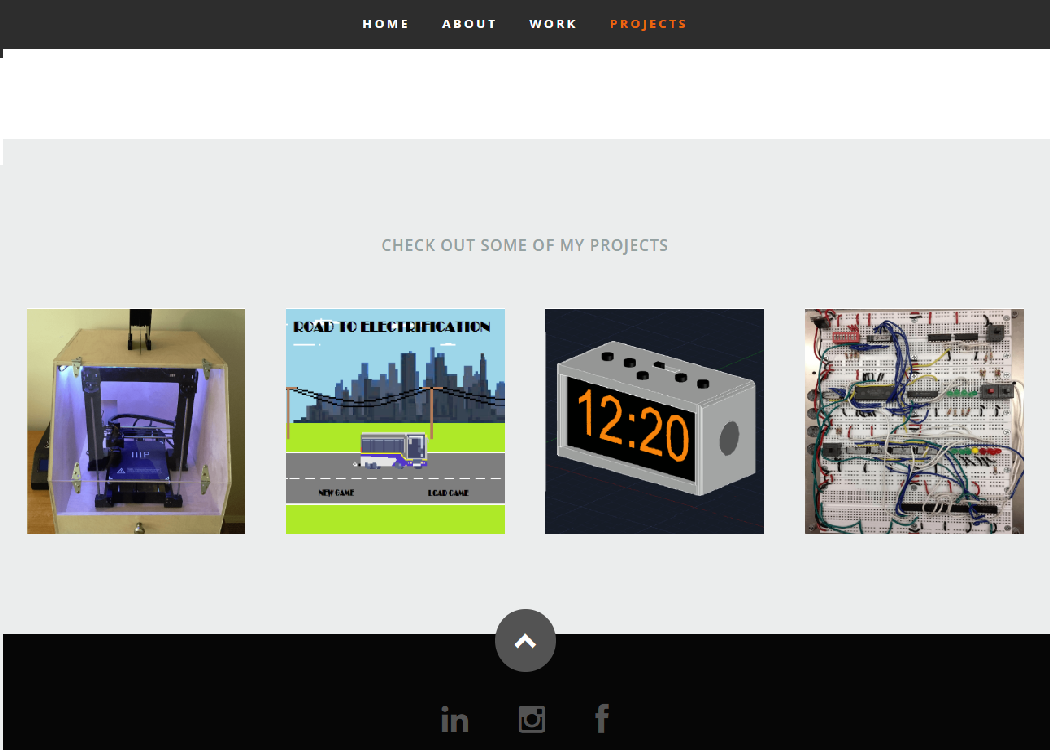 HOME ABOUT WORK PROJECTS
CHECK OUT SOME OF MY PROJECTS
ROAD TO ELECTRIFICATION
12:20
NEW GAME LOAD GAME
in f